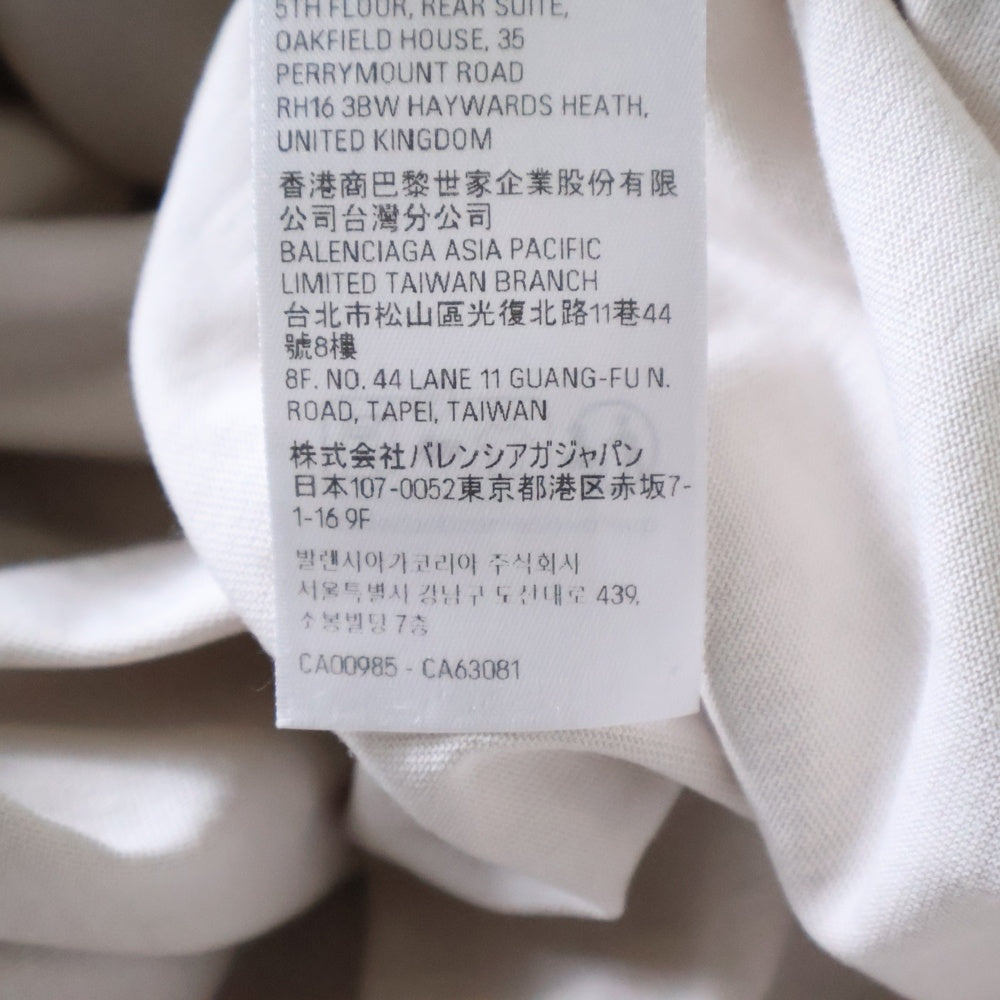 5TH FLOOR, REAR SUITE,
OAKFIELD HOUSE, 35
PERRYMOUNT ROAD
RH16 3BW HAYWARDS HEATH,
UNITED KINGDOM
香港商巴黎世家企業股份有限
公司台灣分公司
BALENCIAGA ASIA PACIFIC
LIMITED TAIWAN BRANCH
台北市松山區光復北路11巷44
號8樓
8F. NO. 44 LANE 11 GUANG-FU N.
ROAD, TAPEI, TAIWAN
株式会社バレンシアガジャパン
日本107-0052東京都港区赤坂7-
1-16 9F
발렌시아가코리아 주식회사
서울특별시 강남구 도산대로 439,
소봉빌딩 7층
CA00985 - CA63081